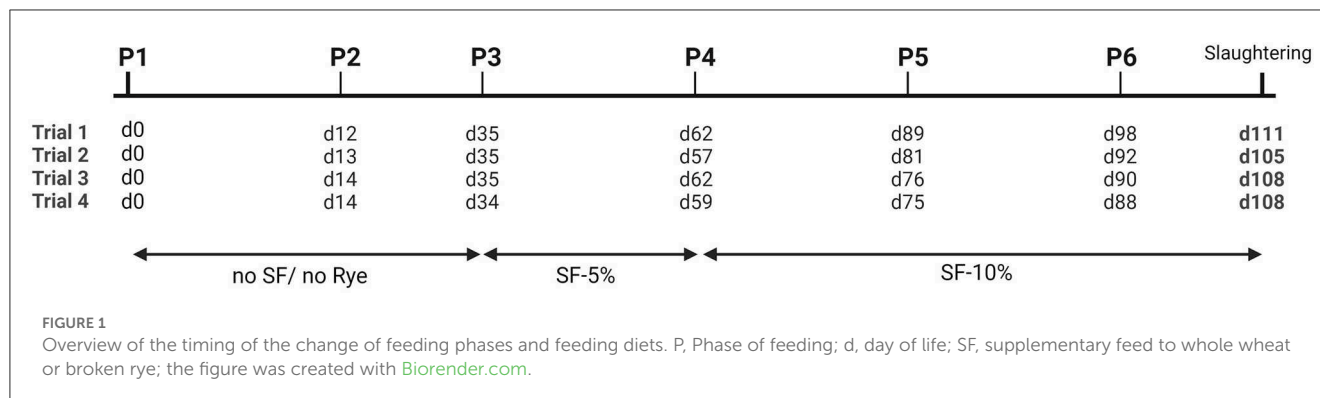 P1 P2 P3 P4 P5 P6 Slaughtering
Trial 1 d0 d12 d35 d62 d89 d98 d111
Trial 2 d0 d13 d35 d57 d81 d92 d105
Trial 3 d0 d14 d35 d62 d76 d90 d108
Trial 4 d0 d14 d34 d59 d75 d88 d108
no SF/ no Rye SF-5% SF-10%
FIGURE 1
Overview of the timing of the change of feeding phases and feeding diets. P, Phase of feeding; d, day of life; SF, supplementary feed to whole wheat
or broken rye; the figure was created with Biorender.com.